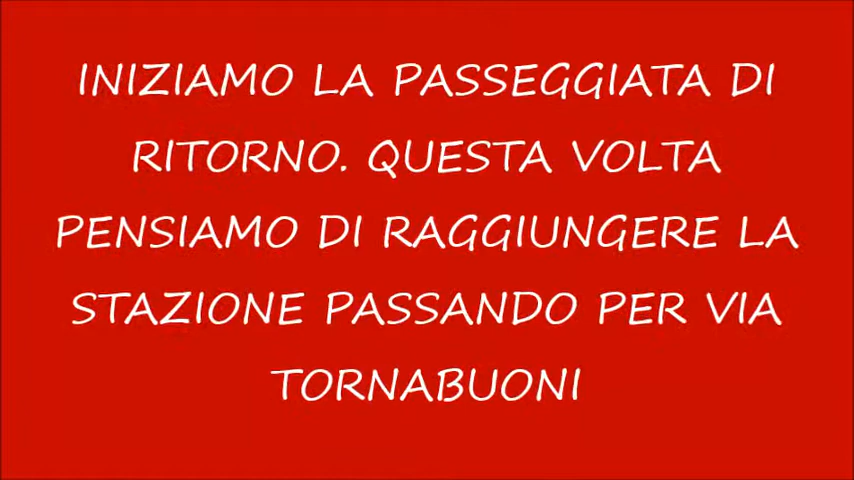 INIZIAMO LA PASSEGGIATA DI
RITORNO. QUESTA VOLTA
PENSIAMO DI RAGGIUNGERE LA
STAZIONE PASSANDO PER VIA
TORNABUONI